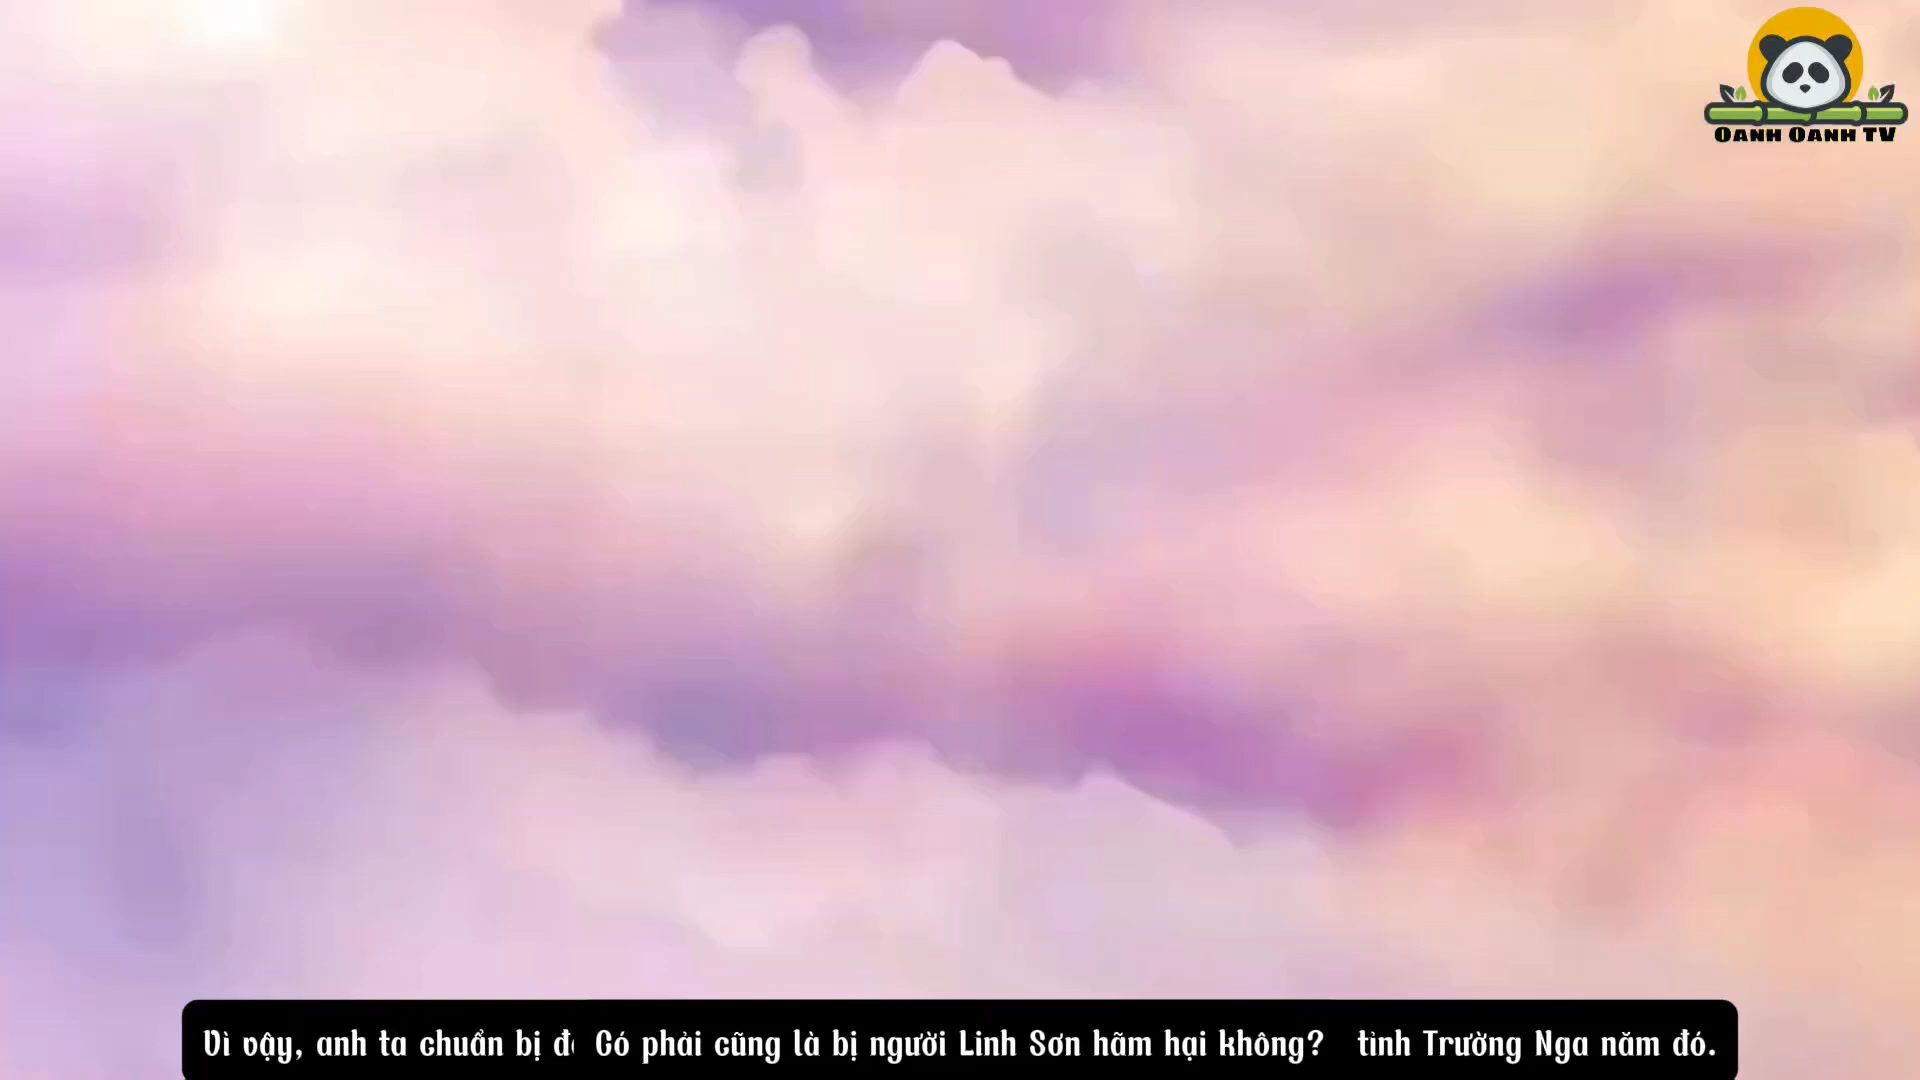 OANH OANH TV
Vì vậy, anh ta chuẩn bị Có phải cũng là bị người Linh Sơn hãm hại không? tỉnh Trường Nga năm đó.